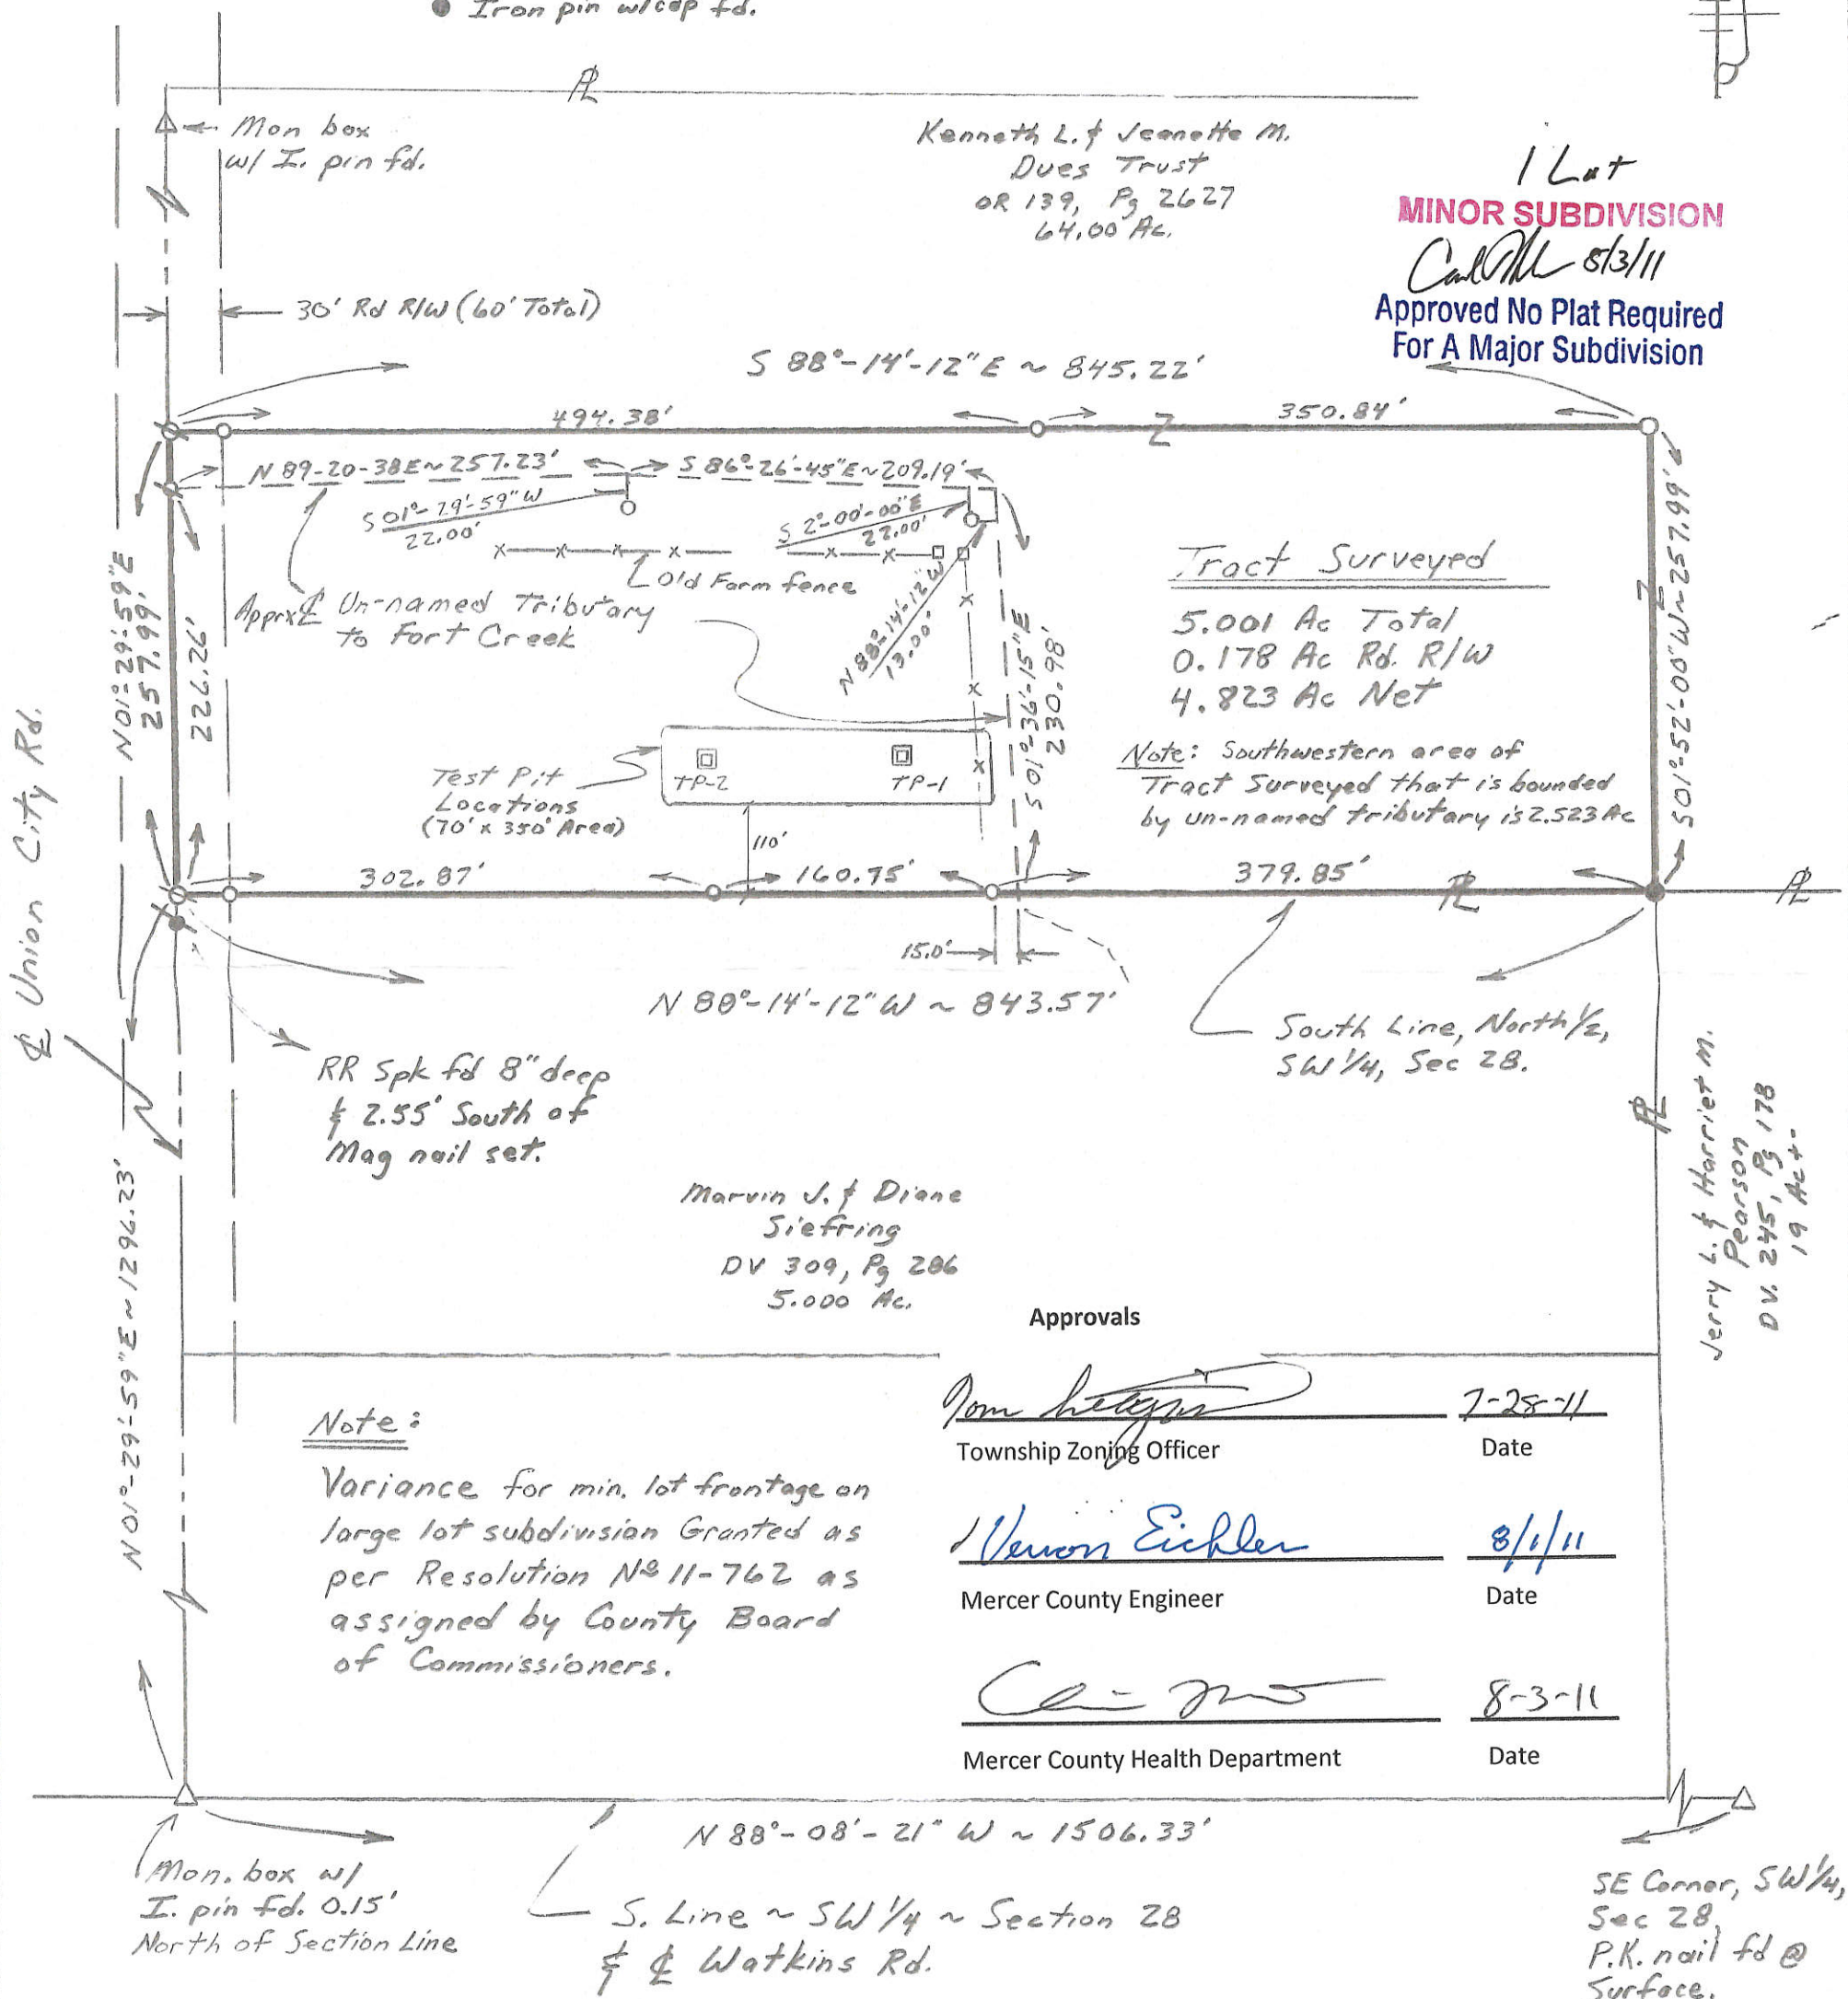 ● Iron pin w/cap fd.
Mon box
w/ I. pin fd.
Kenneth L. & Jeanette M.
Dues Trust
OR 139, Pg 2627
64.00 Ac.
1 Lot
MINOR SUBDIVISION
8/3/11
Approved No Plat Required
For A Major Subdivision
30' Rd R/W (60' Total)
S 88°-14'-12" E ~ 845.22'
494.38'
350.84'
N 89-20-38E ~ 257.23'
S 86°-26'-45"E ~ 209.19'
S 01°-29'-59" W
22.00'
S 2°-00'-00" E
22.00'
Old Farm fence
Apprx ℄ Un-named Tributary
to Fort Creek
N 88°-14'-12" W
13.00'
S 01°-36'-15" E
230.98'
N01°-29'-59"E
257.99'
226.26'
S01°-52'-00"W ~ 257.99'
Tract Surveyed
5.001 Ac Total
0.178 Ac Rd. R/W
4.823 Ac Net
Note: Southwestern area of
Tract Surveyed that is bounded
by un-named tributary is 2.523 Ac
Test Pit
Locations
(70' x 350' Area)
TP-2
TP-1
110'
302.87'
160.75'
379.85'
15.0'
℄ Union City Rd.
N 88°-14'-12" W ~ 843.57'
South Line, North 1/2,
SW 1/4, Sec 28.
RR Spk fd 8" deep
& 2.55' South of
Mag nail set.
Marvin J. & Diane
Siefring
DV 309, Pg 286
5.000 Ac.
Jerry L. & Harriet M.
Pearson
DV. 245, Pg 178
19 Ac+-
N 01°-29'-59" E ~ 1296.23'
Approvals
Tom
7-28-11
Township Zoning Officer
Date
Vernon Eichler
8/1/11
Mercer County Engineer
Date
8-3-11
Mercer County Health Department
Date
Note:
Variance for min. lot frontage on
large lot subdivision Granted as
per Resolution Nº 11-762 as
assigned by County Board
of Commissioners.
N 88°-08'-21" W ~ 1506.33'
Mon. box w/
I. pin fd. 0.15'
North of Section Line
S. Line ~ SW 1/4 ~ Section 28
& ℄ Watkins Rd.
SE Corner, SW 1/4,
Sec 28,
P.K. nail fd @
Surface.